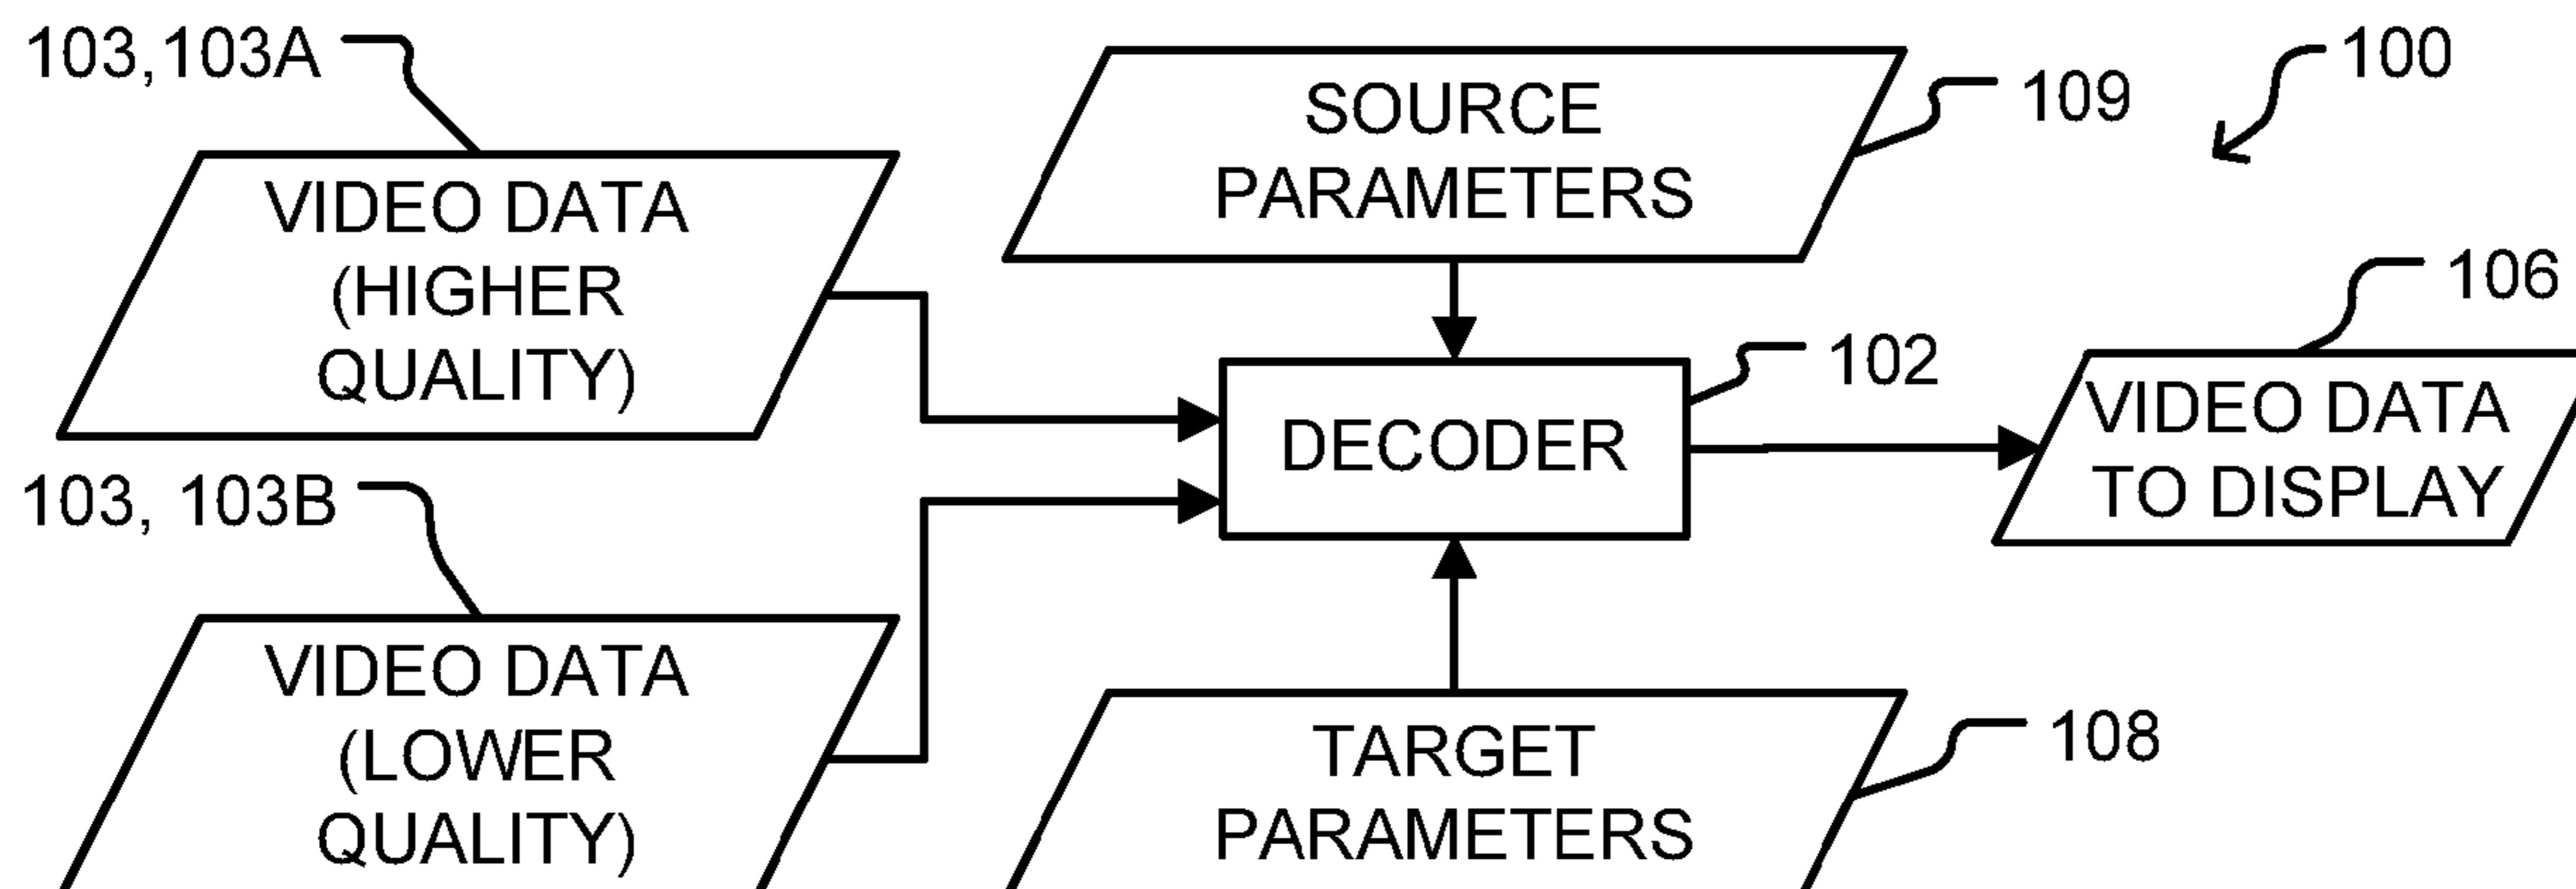 103,103A
VIDEO DATA
(HIGHER
QUALITY)
103, 103B
VIDEO DATA
(LOWER
QUALITY)
SOURCE
PARAMETERS
109
DECODER
102
TARGET
PARAMETERS
108
100
106
VIDEO DATA
TO DISPLAY